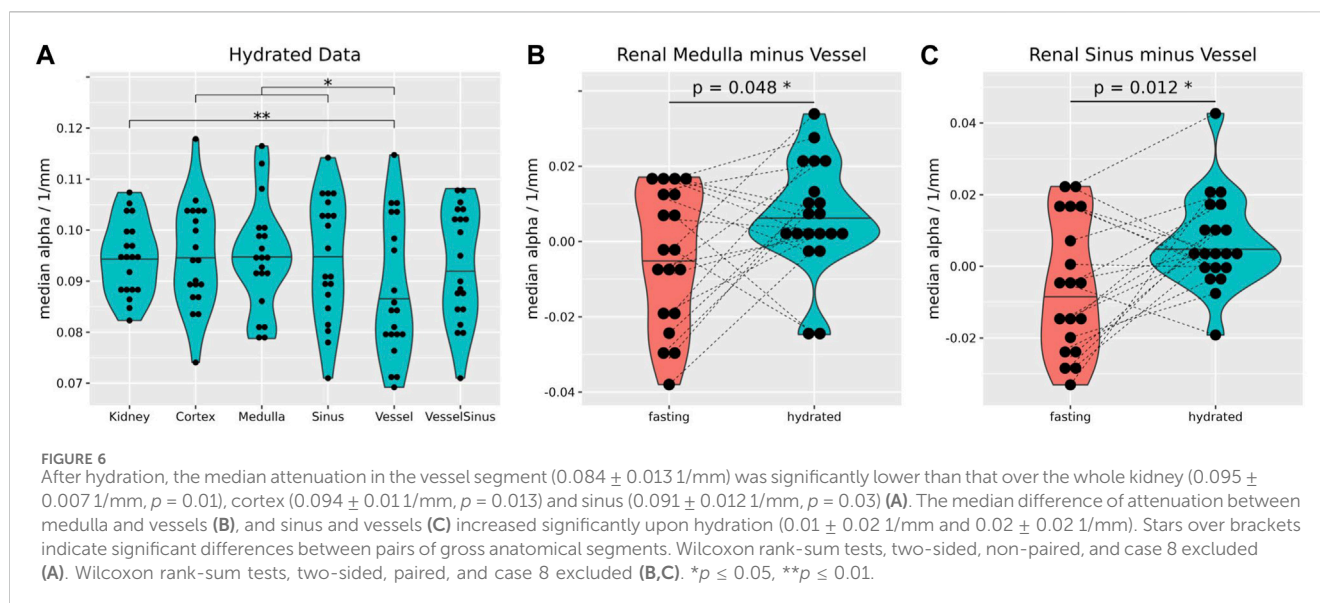 A
Hydrated Data
*
**
0.12
0.11
0.10
0.09
0.08
0.07
median alpha / 1/mm
Kidney Cortex Medulla Sinus Vessel VesselSinus
B
Renal Medulla minus Vessel
p = 0.048 *
0.02
0.00
-0.02
-0.04
median alpha / 1/mm
fasting hydrated
C
Renal Sinus minus Vessel
p = 0.012 *
0.04
0.02
0.00
-0.02
median alpha / 1/mm
fasting hydrated
FIGURE 6
After hydration, the median attenuation in the vessel segment (0.084 ± 0.013 1/mm) was significantly lower than that over the whole kidney (0.095 ±
0.007 1/mm, p = 0.01), cortex (0.094 ± 0.011/mm, p = 0.013) and sinus (0.091 ± 0.012 1/mm, p = 0.03) (A). The median difference of attenuation between
medulla and vessels (B), and sinus and vessels (C) increased significantly upon hydration (0.01 ± 0.02 1/mm and 0.02 ± 0.02 1/mm). Stars over brackets
indicate significant differences between pairs of gross anatomical segments. Wilcoxon rank-sum tests, two-sided, non-paired, and case 8 excluded
(A). Wilcoxon rank-sum tests, two-sided, paired, and case 8 excluded (B,C). *p ≤ 0.05, **p ≤ 0.01.